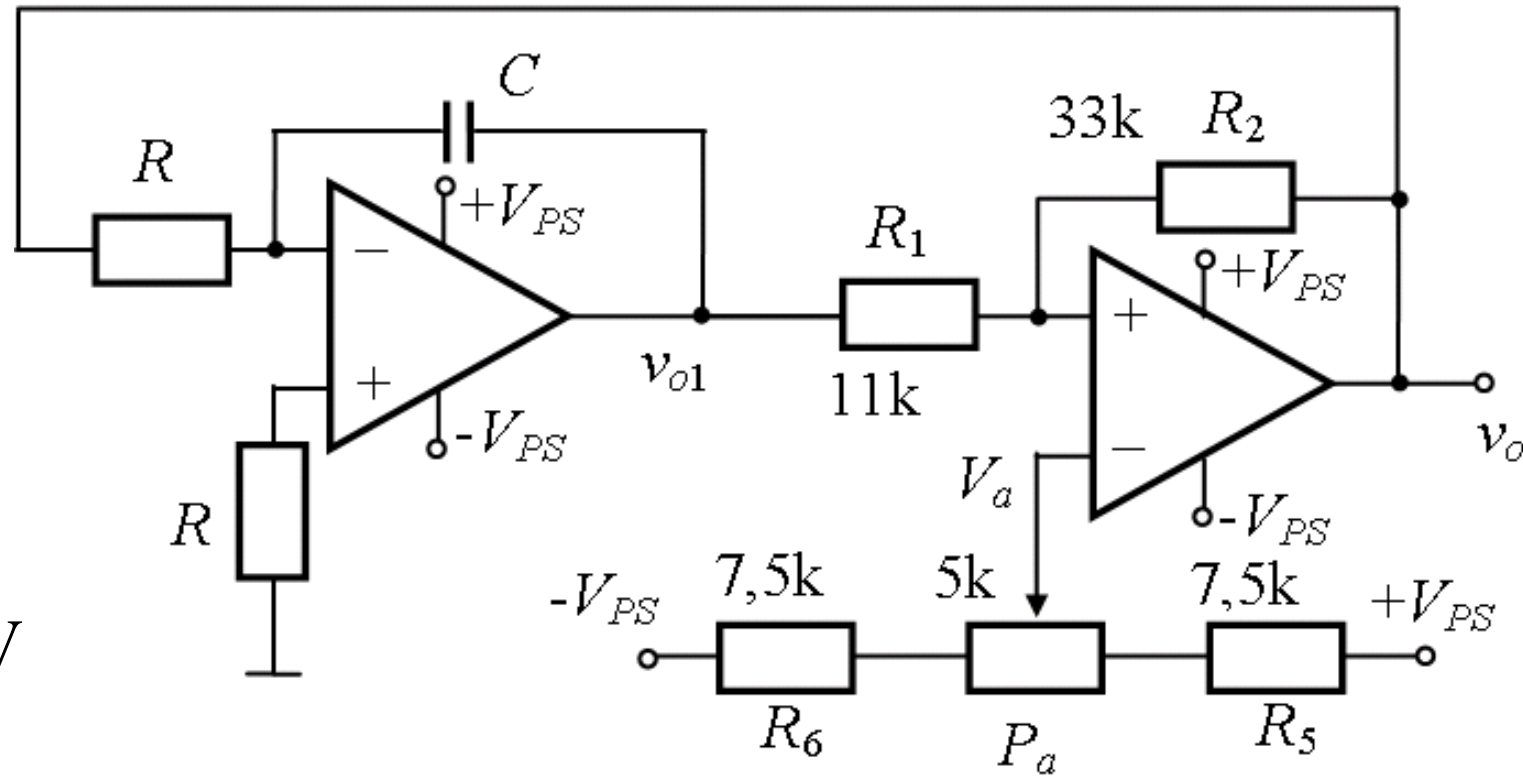 C
33k R₂
R
+V_PS
R₁
+V_PS
−
+
v_o1
11k
+
-V_PS
−
v_o
R
V_a
-V_PS
-V_PS 7,5k 5k 7,5k +V_PS
V
R₆ P_a R₅